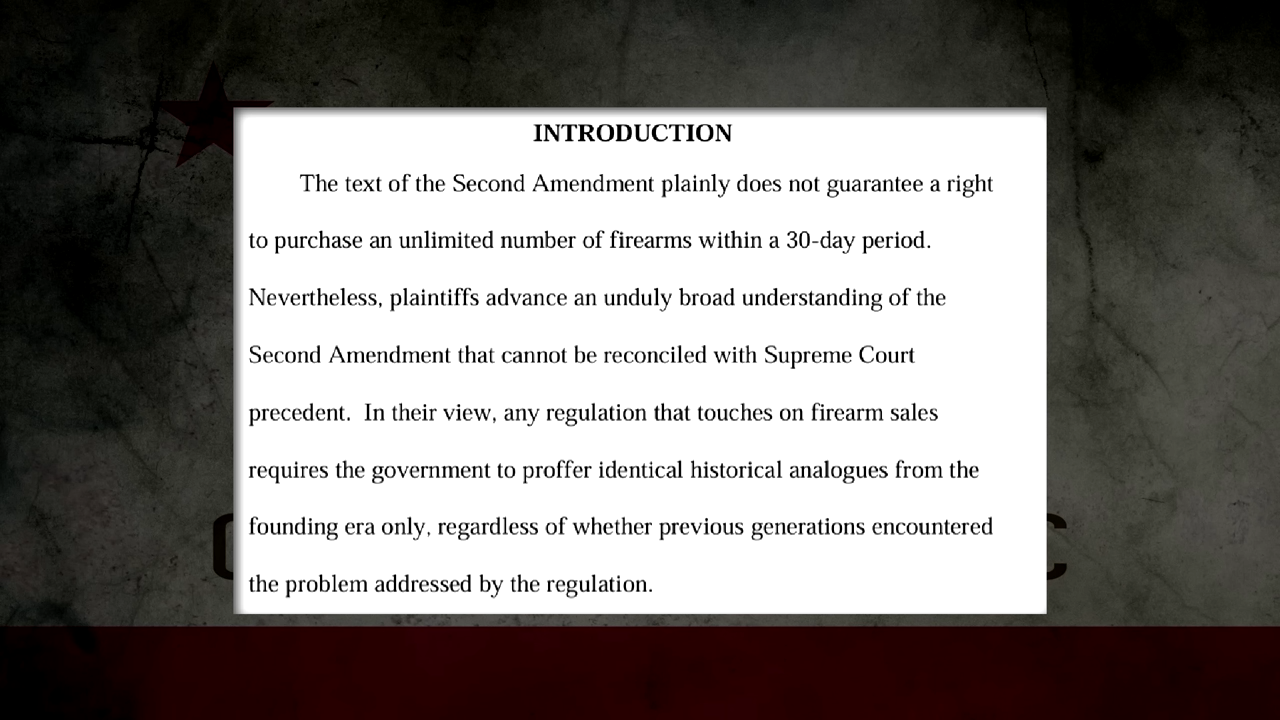 INTRODUCTION
The text of the Second Amendment plainly does not guarantee a right
to purchase an unlimited number of firearms within a 30-day period.
Nevertheless, plaintiffs advance an unduly broad understanding of the
Second Amendment that cannot be reconciled with Supreme Court
precedent.  In their view, any regulation that touches on firearm sales
requires the government to proffer identical historical analogues from the
founding era only, regardless of whether previous generations encountered
the problem addressed by the regulation.